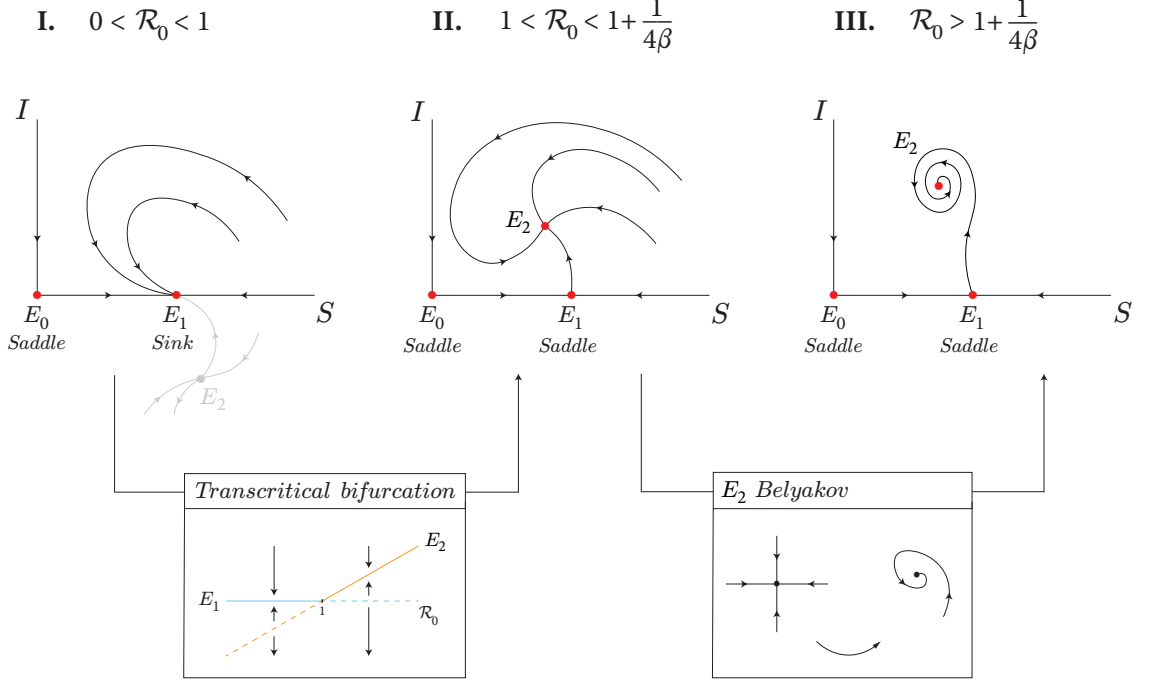 I. 0 < ℛ₀ < 1
II. 1 < ℛ₀ < 1 + 1/4β
III. ℛ₀ > 1 + 1/4β
I
S
E₀
Saddle
E₁
Sink
E₂
I
S
E₂
E₀
Saddle
E₁
Saddle
I
S
E₂
E₀
Saddle
E₁
Saddle
Transcritical bifurcation
E₂
E₁
1
ℛ₀
E₂ Belyakov